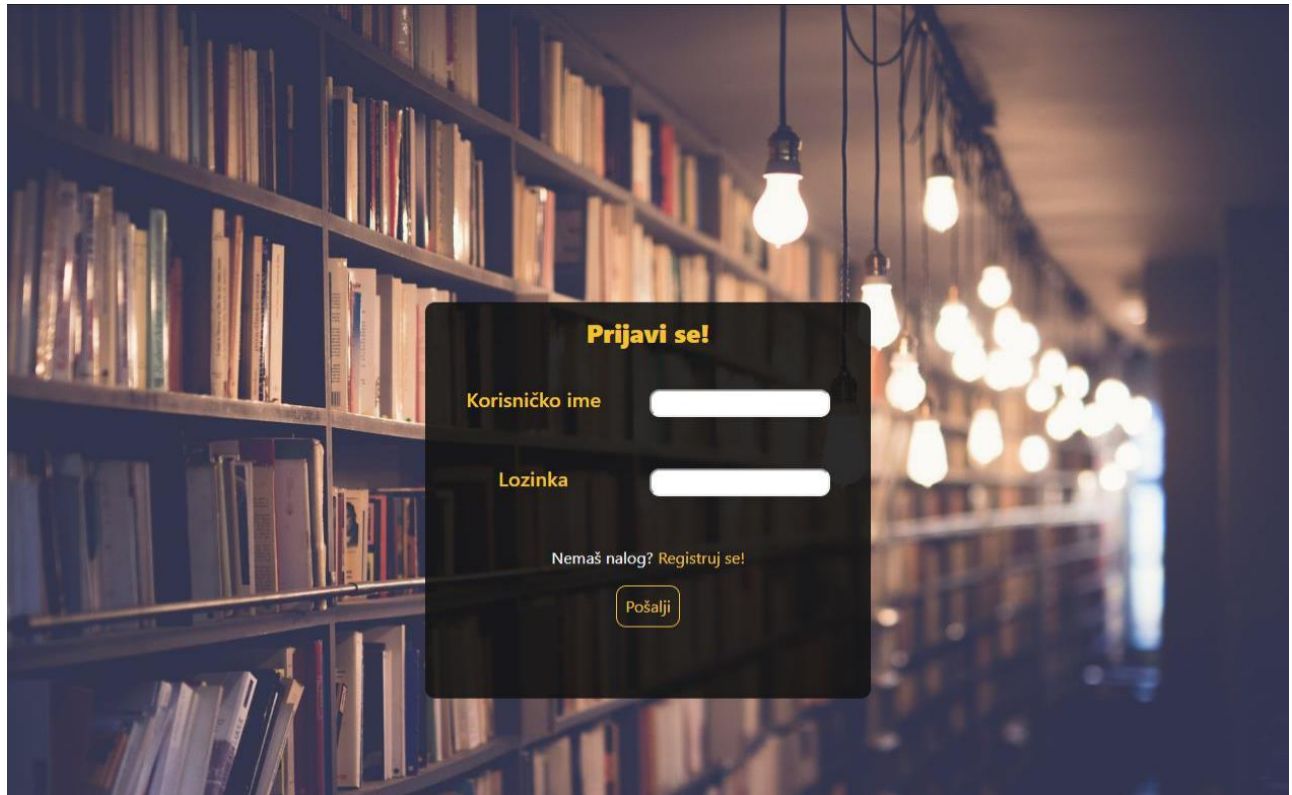 Prijavi se!
Korisničko ime
Lozinka
Nemaš nalog? Registruj se!
Pošalji